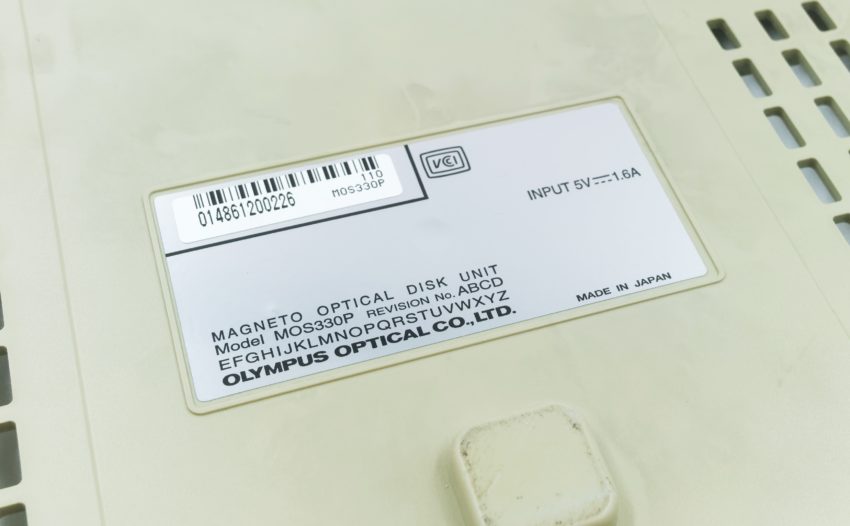 110
014861200226
MOS330P
VCI
INPUT 5V⎓1.6A
MAGNETO OPTICAL DISK UNIT
Model MOS330P REVISION No. ABCD
EFGHIJKLMNOPQRSTUVWXYZ
OLYMPUS OPTICAL CO.,LTD.
MADE IN JAPAN